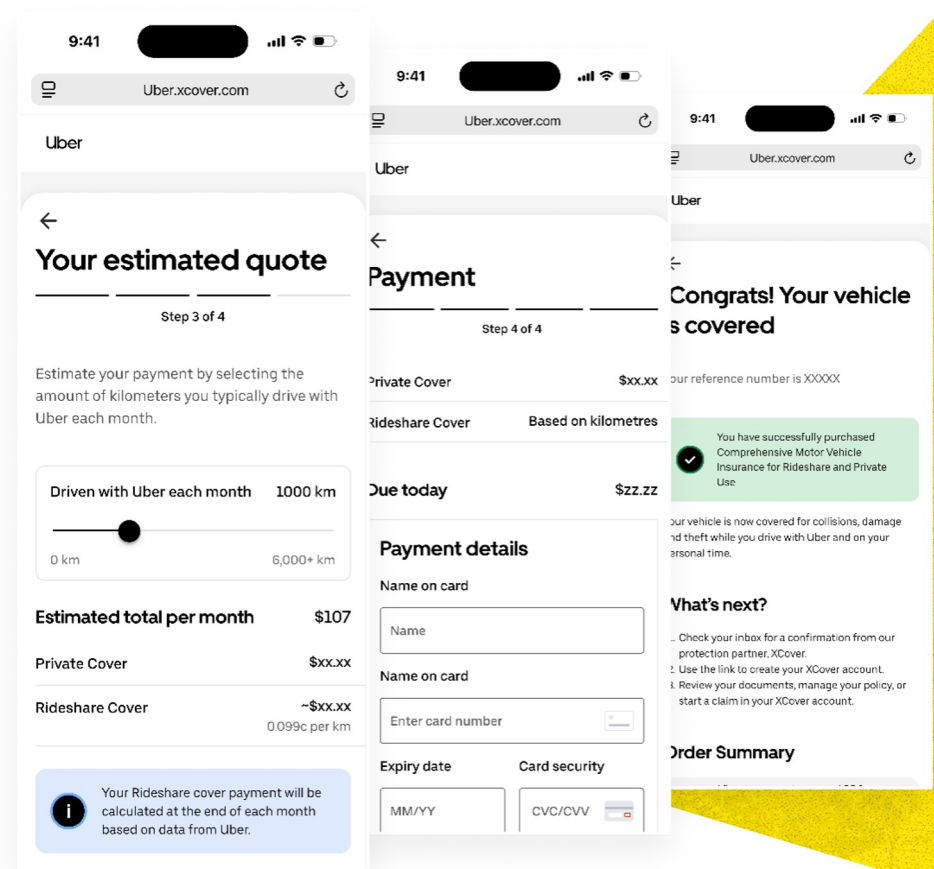 9:41
Uber.xcover.com
Uber
Your estimated quote
Step 3 of 4
Estimate your payment by selecting the
amount of kilometers you typically drive with
Uber each month.
Driven with Uber each month 1000 km
0 km 6,000+ km
Estimated total per month $107
Private Cover $xx.xx
Rideshare Cover ~$xx.xx
0.099c per km
Your Rideshare cover payment will be
calculated at the end of each month
based on data from Uber.
9:41
Uber.xcover.com
Uber
Payment
Step 4 of 4
Private Cover $xx.xx
Rideshare Cover Based on kilometres
Due today $zz.zz
Payment details
Name on card
Name
Name on card
Enter card number
Expiry date Card security
MM/YY CVC/CVV
9:41
Uber.xcover.com
Uber
Congrats! Your vehicle
s covered
our reference number is XXXXX
You have successfully purchased
Comprehensive Motor Vehicle
Insurance for Rideshare and Private
Use
our vehicle is now covered for collisions, damage
nd theft while you drive with Uber and on your
ersonal time.
What's next?
Check your inbox for a confirmation from our
protection partner, XCover.
2. Use the link to create your XCover account.
3. Review your documents, manage your policy, or
start a claim in your XCover account.
Order Summary